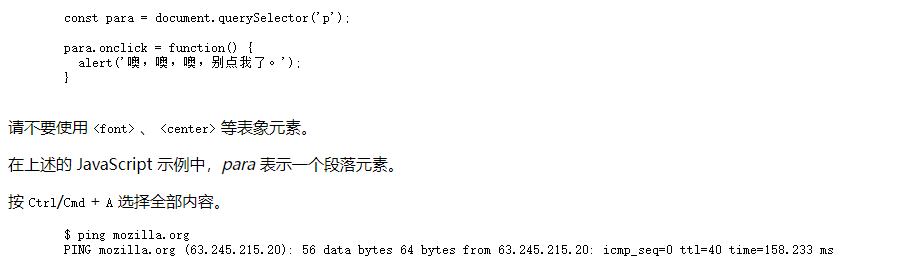 const para = document.querySelector('p');
para.onclick = function() {
  alert('噢,噢,噢,别点我了。');
}
请不要使用 <font> 、 <center> 等表象元素。
在上述的 JavaScript 示例中，para 表示一个段落元素。
按 Ctrl/Cmd + A 选择全部内容。
$ ping mozilla.org
PING mozilla.org (63.245.215.20): 56 data bytes 64 bytes from 63.245.215.20: icmp_seq=0 ttl=40 time=158.233 ms